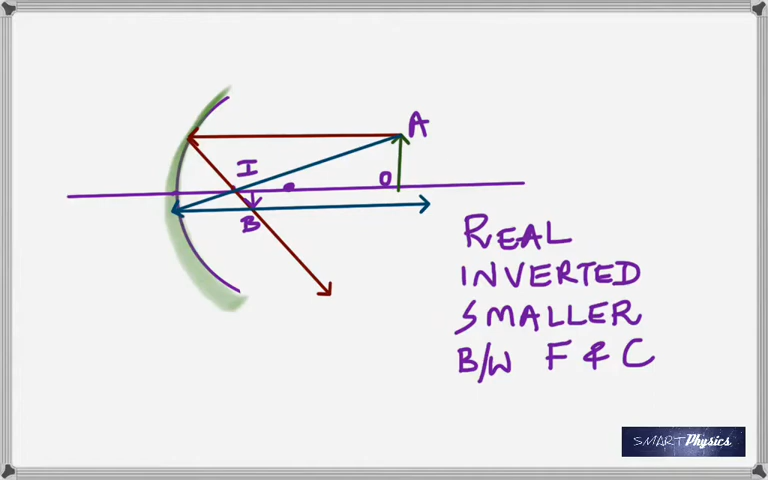 A
I
O
B
REAL
INVERTED
SMALLER
B/W F & C
SMARTPhysics